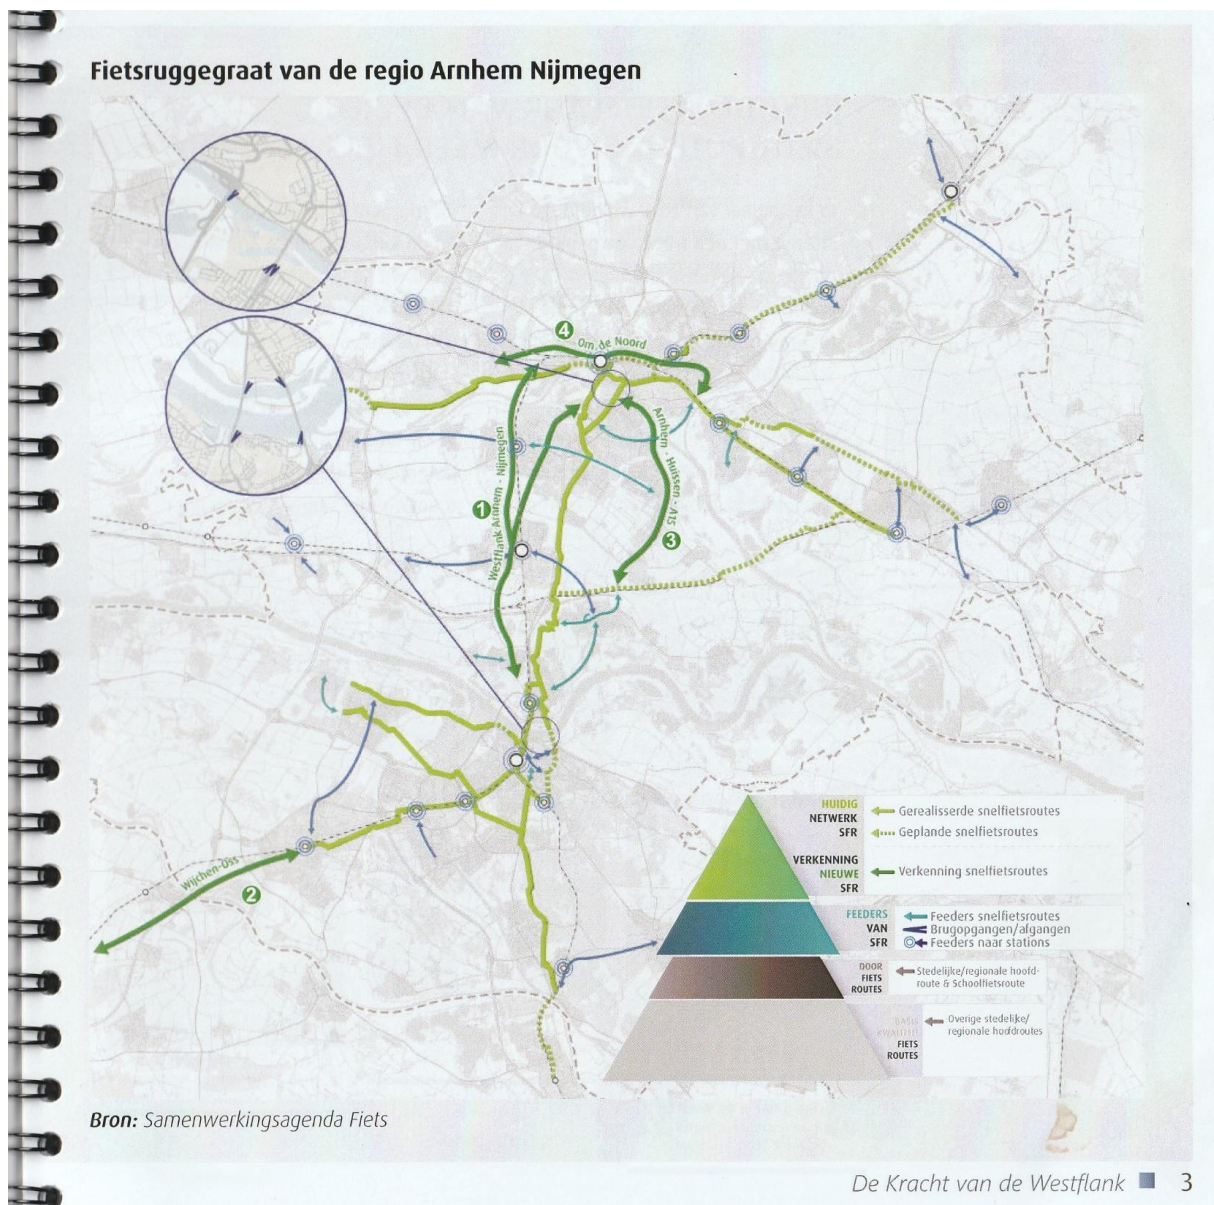 Fietsruggegraat van de regio Arnhem Nijmegen
4
Om de Noord
Arnhem - Huissen - A15
Westflank Arnhem - Nijmegen
1
3
Wijchen-Oss
2
HUIDIG
NETWERK
SFR
Gerealisserde snelfietsroutes
Geplande snelfietsroutes
VERKENNING
NIEUWE
SFR
Verkenning snelfietsroutes
FEEDERS
VAN
SFR
Feeders snelfietsroutes
Brugopgangen/afgangen
Feeders naar stations
DOOR
FIETS
ROUTES
Stedelijke/regionale hoofd-
route & Schoolfietsroute
BASIS
KWALITEIT
FIETS
ROUTES
Overige stedelijke/
regionale hoofdroutes
Bron: Samenwerkingsagenda Fiets
De Kracht van de Westflank 3